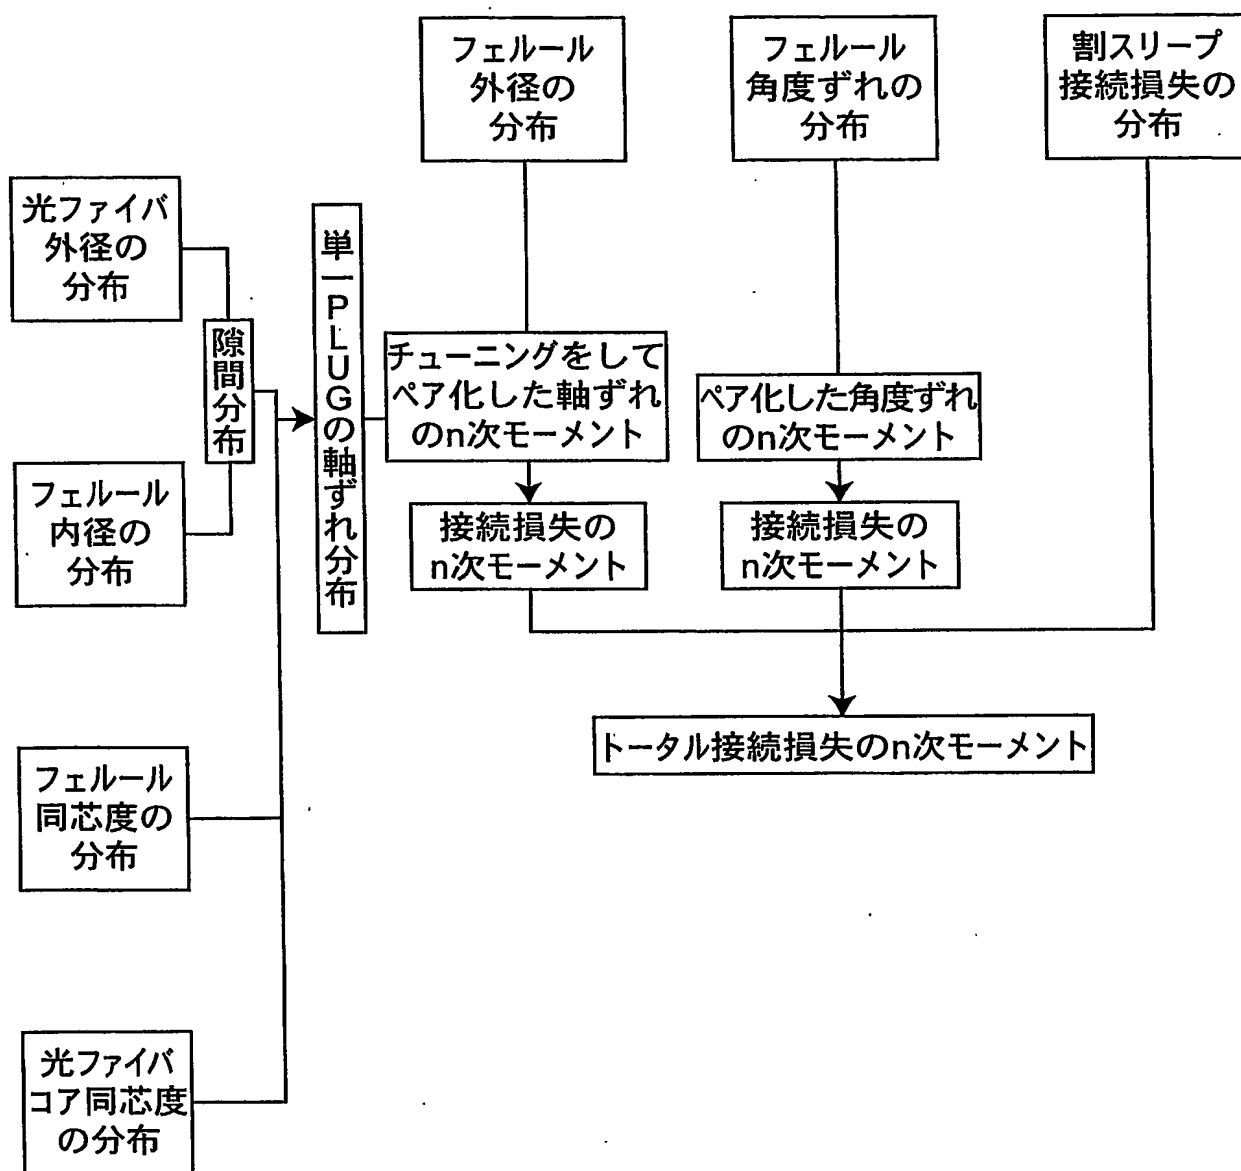 フェルール
外径の
分布
フェルール
角度ずれの
分布
割スリープ
接続損失の
分布
光ファイバ
外径の
分布
隙間分布
単一PLUGの軸ずれ分布
チューニングをして
ペア化した軸ずれ
のn次モーメント
ペア化した角度ずれ
のn次モーメント
フェルール
内径の
分布
接続損失の
n次モーメント
接続損失の
n次モーメント
トータル接続損失のn次モーメント
フェルール
同芯度の
分布
光ファイバ
コア同芯度
の分布